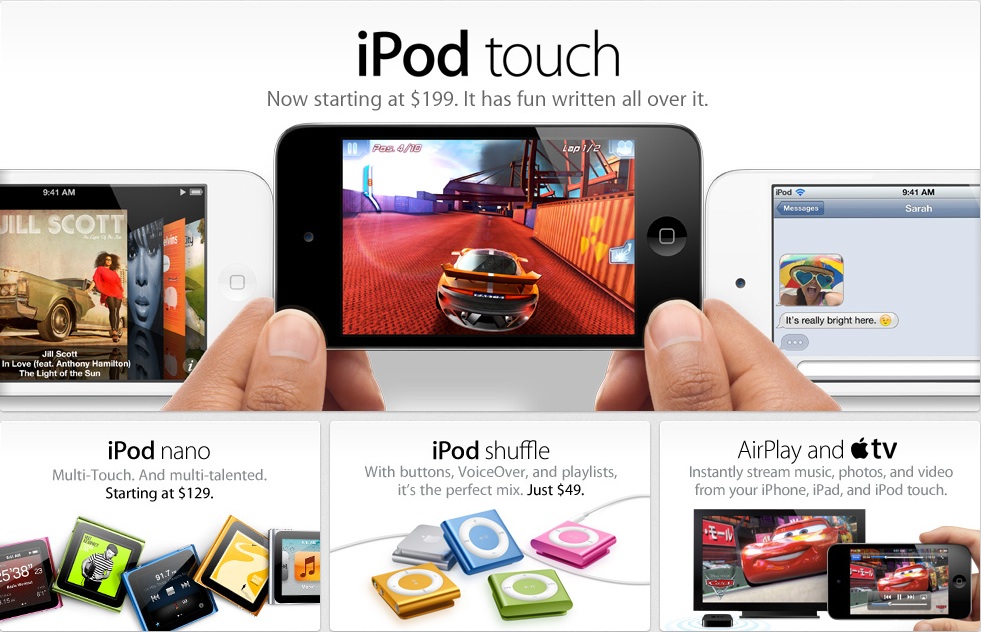 iPod touch
Now starting at $199. It has fun written all over it.
9:41 AM
JILL SCOTT
Jill Scott
In Love (feat. Anthony Hamilton)
The Light of the Sun
Pos. 4/10
Lap 1/2
iPod
9:41 AM
Messages
Sarah
It's really bright here.
iPod nano
Multi-Touch. And multi-talented.
Starting at $129.
91.7
iPod shuffle
With buttons, VoiceOver, and playlists,
it's the perfect mix. Just $49.
AirPlay and tv
Instantly stream music, photos, and video
from your iPhone, iPad, and iPod touch.